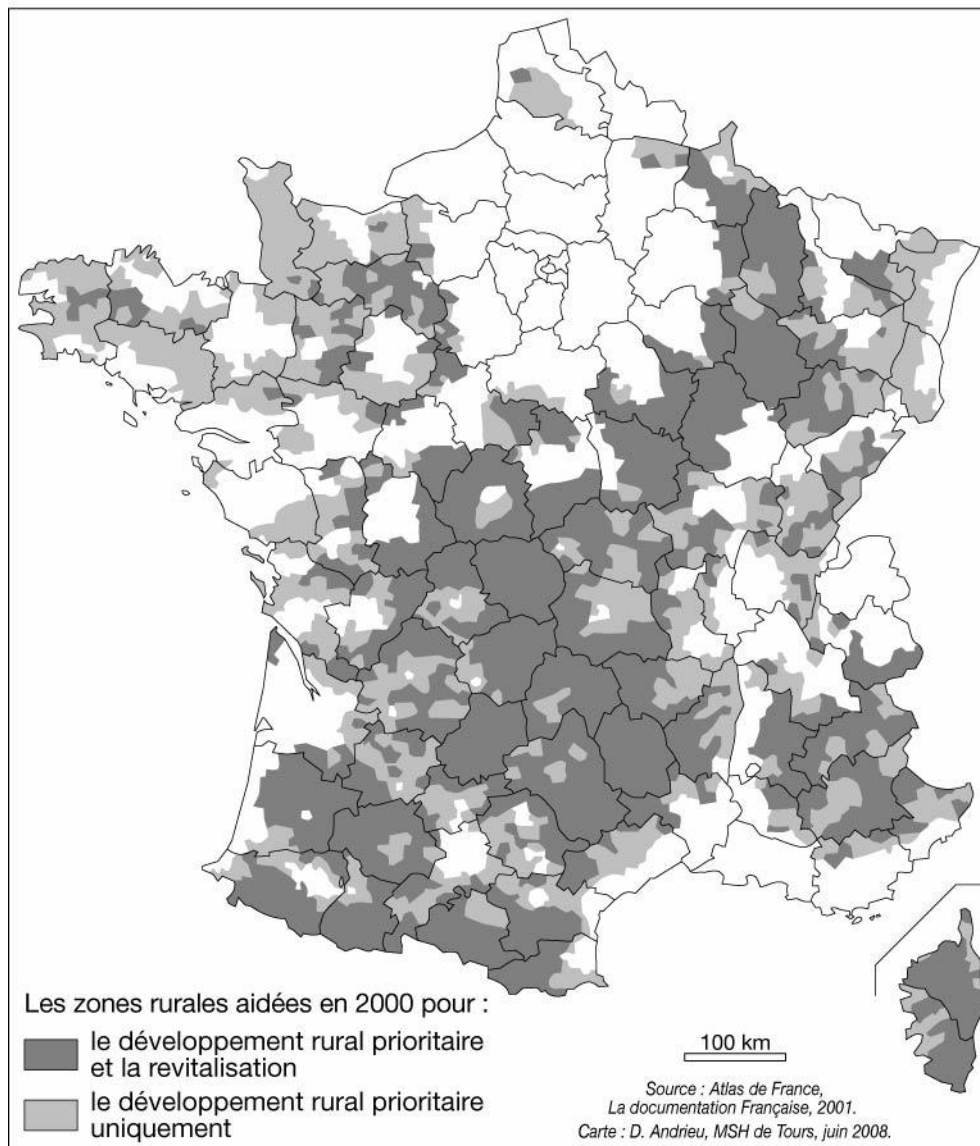 Les zones rurales aidées en 2000 pour :
le développement rural prioritaire
et la revitalisation
le développement rural prioritaire
uniquement
100 km
Source : Atlas de France,
La documentation Française, 2001.
Carte : D. Andrieu, MSH de Tours, juin 2008.